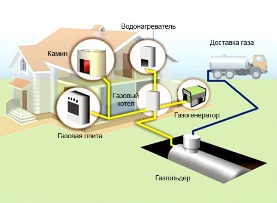 Водонагреватель
Камин
Доставка газа
Газовый
котел
Газогенератор
Газовая плита
Газгольдер